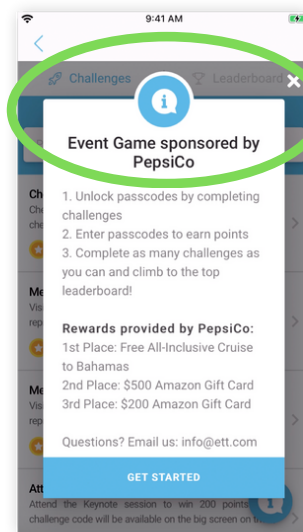 9:41 AM
Challenges
Leaderboard
Event Game sponsored by
PepsiCo
1. Unlock passcodes by completing
challenges
2. Enter passcodes to earn points
3. Complete as many challenges as
you can and climb to the top
leaderboard!
Rewards provided by PepsiCo:
1st Place: Free All-Inclusive Cruise
to Bahamas
2nd Place: $500 Amazon Gift Card
3rd Place: $200 Amazon Gift Card
Questions? Email us: info@ett.com
GET STARTED
Attend the Keynote session to win 200 points
challenge code will be available on the big screen on